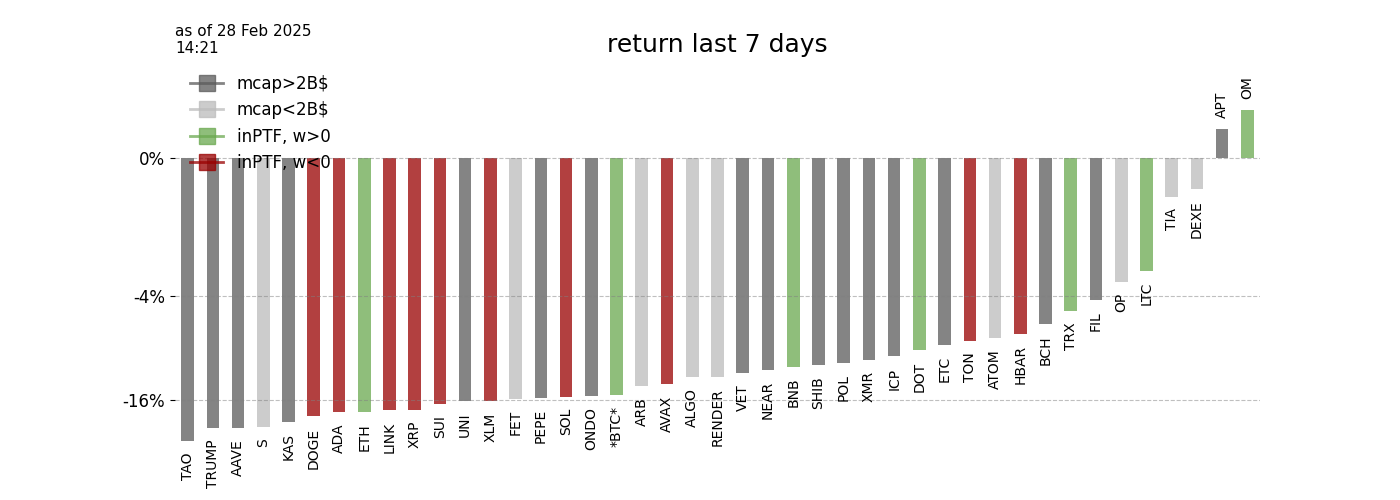 as of 28 Feb 2025
14:21
return last 7 days
mcap>2B$
mcap<2B$
inPTF, w>0
inPTF, w<0
0%
-4%
-16%
TAO
TRUMP
AAVE
S
KAS
DOGE
ADA
ETH
LINK
XRP
SUI
UNI
XLM
FET
PEPE
SOL
ONDO
*BTC*
ARB
AVAX
ALGO
RENDER
VET
NEAR
BNB
SHIB
POL
XMR
ICP
DOT
ETC
TON
ATOM
HBAR
BCH
TRX
FIL
OP
LTC
TIA
DEXE
APT
OM